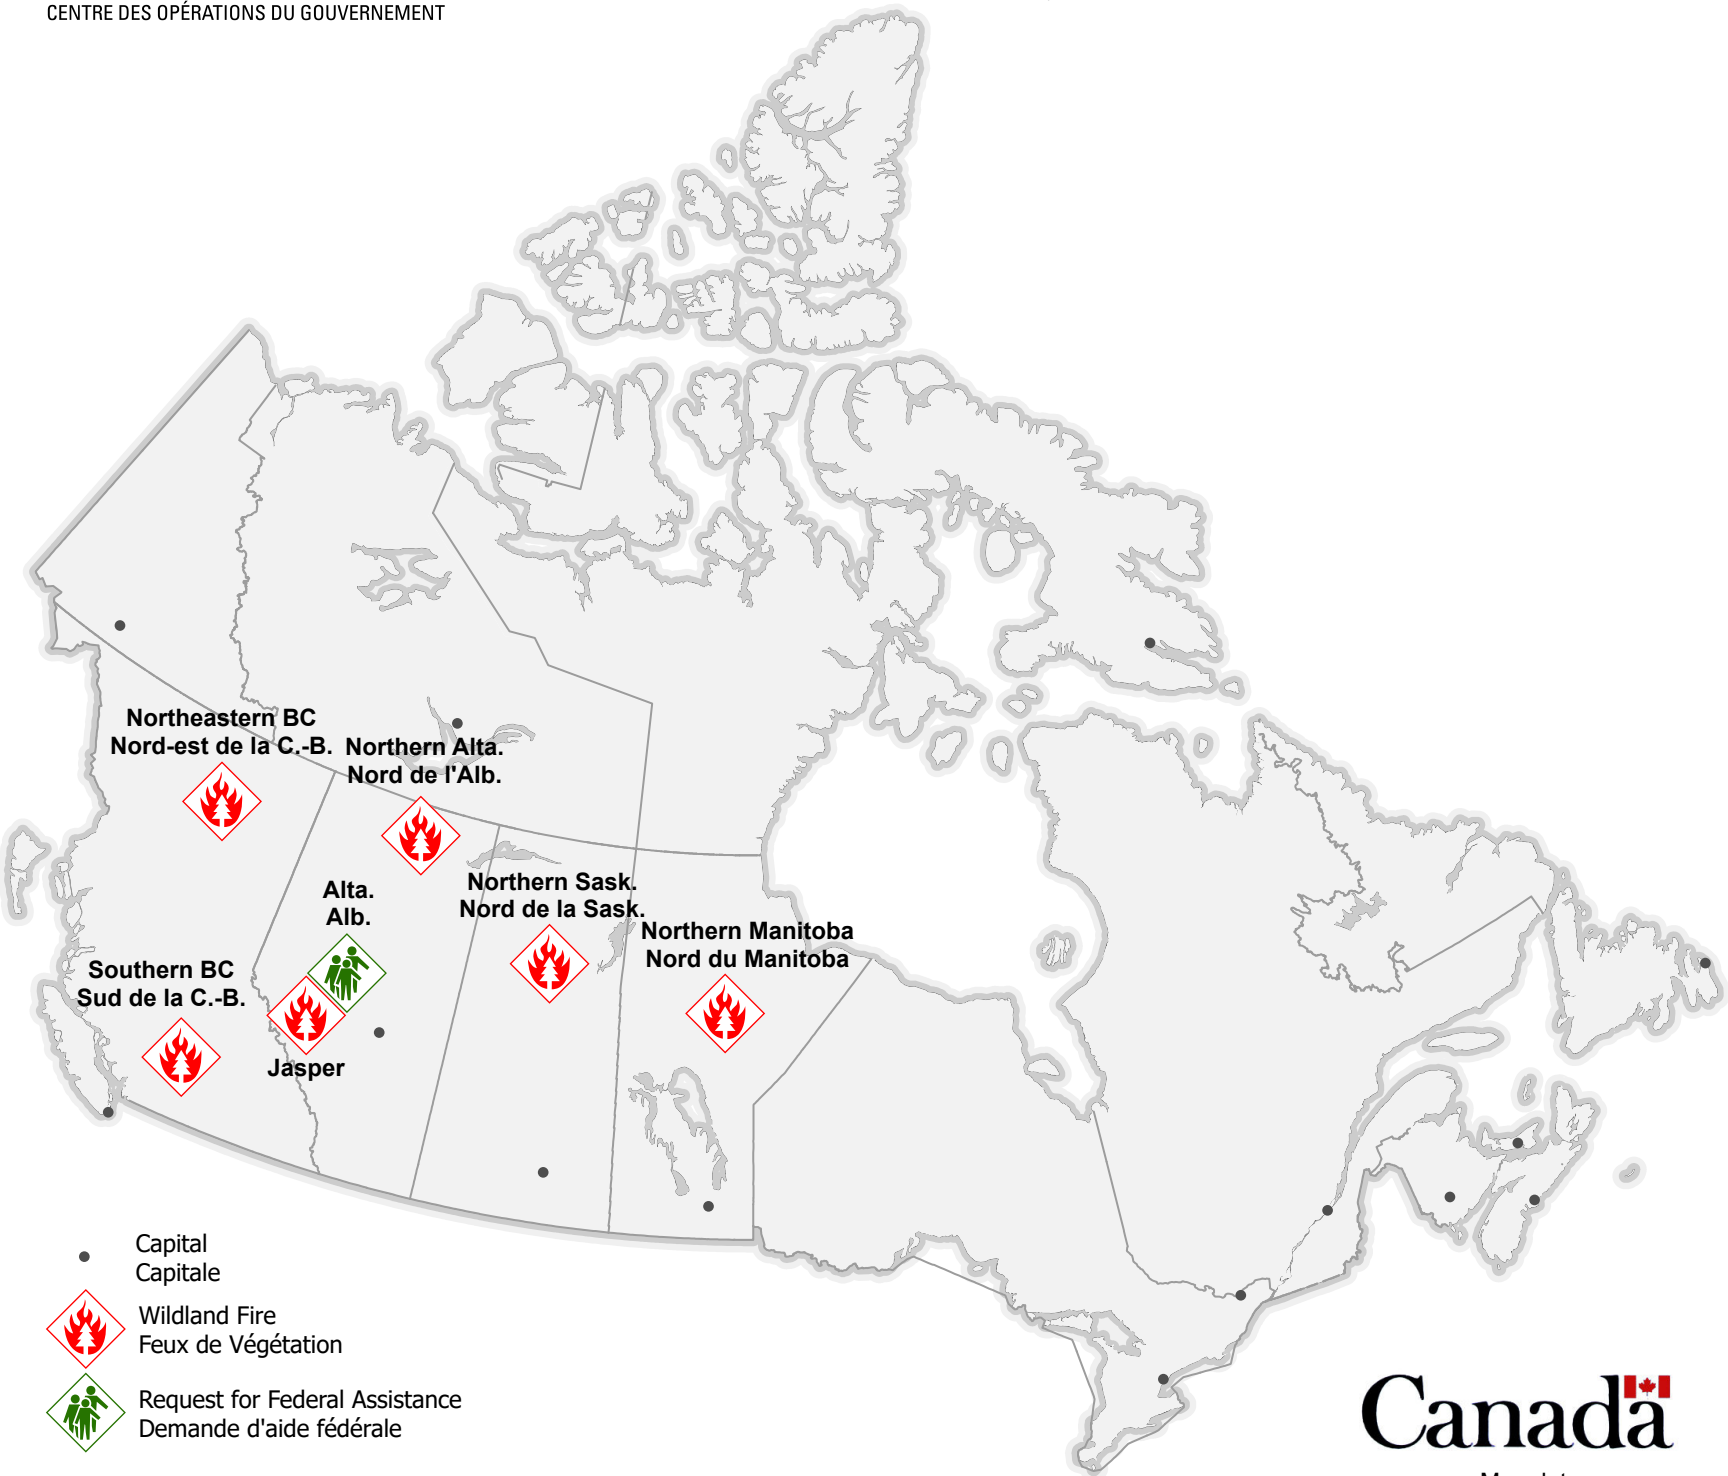 CENTRE DES OPÉRATIONS DU GOUVERNEMENT
Northeastern BC
Nord-est de la C.-B.
Northern Alta.
Nord de l'Alb.
Alta.
Alb.
Northern Sask.
Nord de la Sask.
Northern Manitoba
Nord du Manitoba
Southern BC
Sud de la C.-B.
Jasper
Capital
Capitale
Wildland Fire
Feux de Végétation
Request for Federal Assistance
Demande d'aide fédérale
Canada